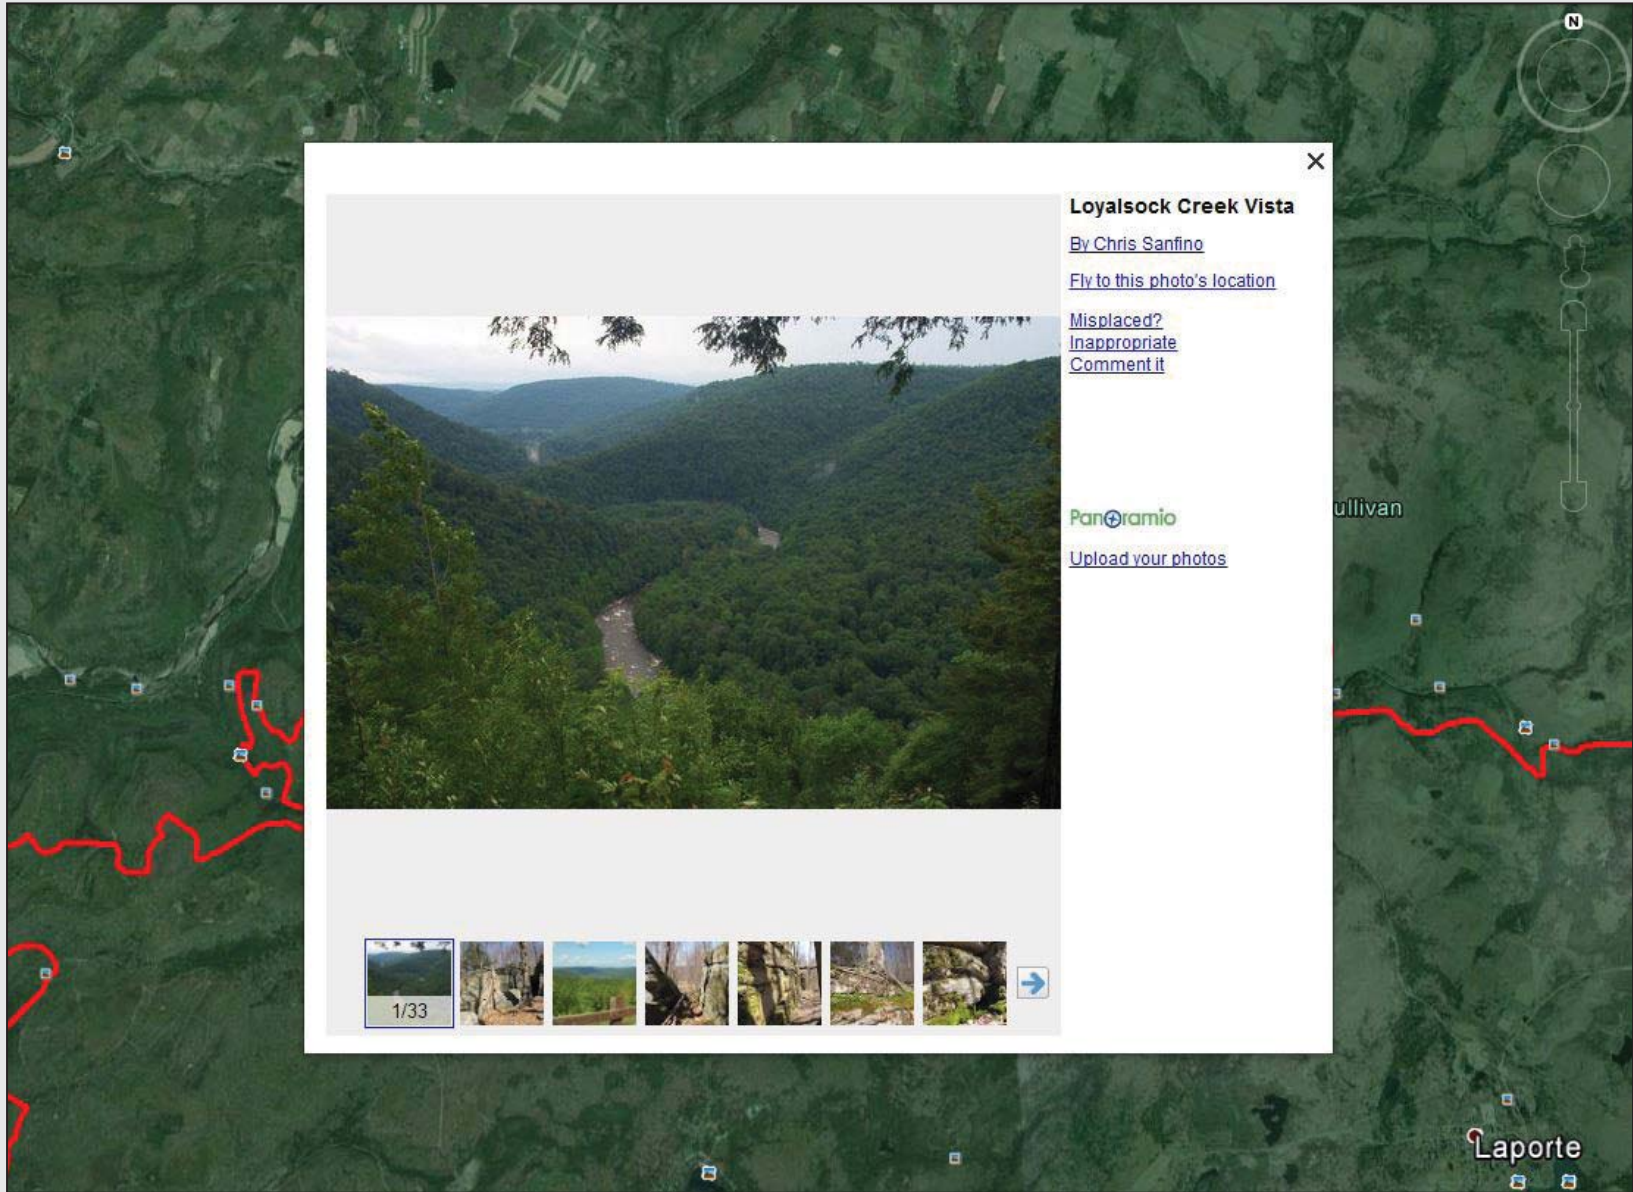 N
Loyalsock Creek Vista
By Chris Sanfino
Fly to this photo's location
Misplaced?
Inappropriate
Comment it
ullivan
Panoramio
Upload your photos
1/33
Laporte